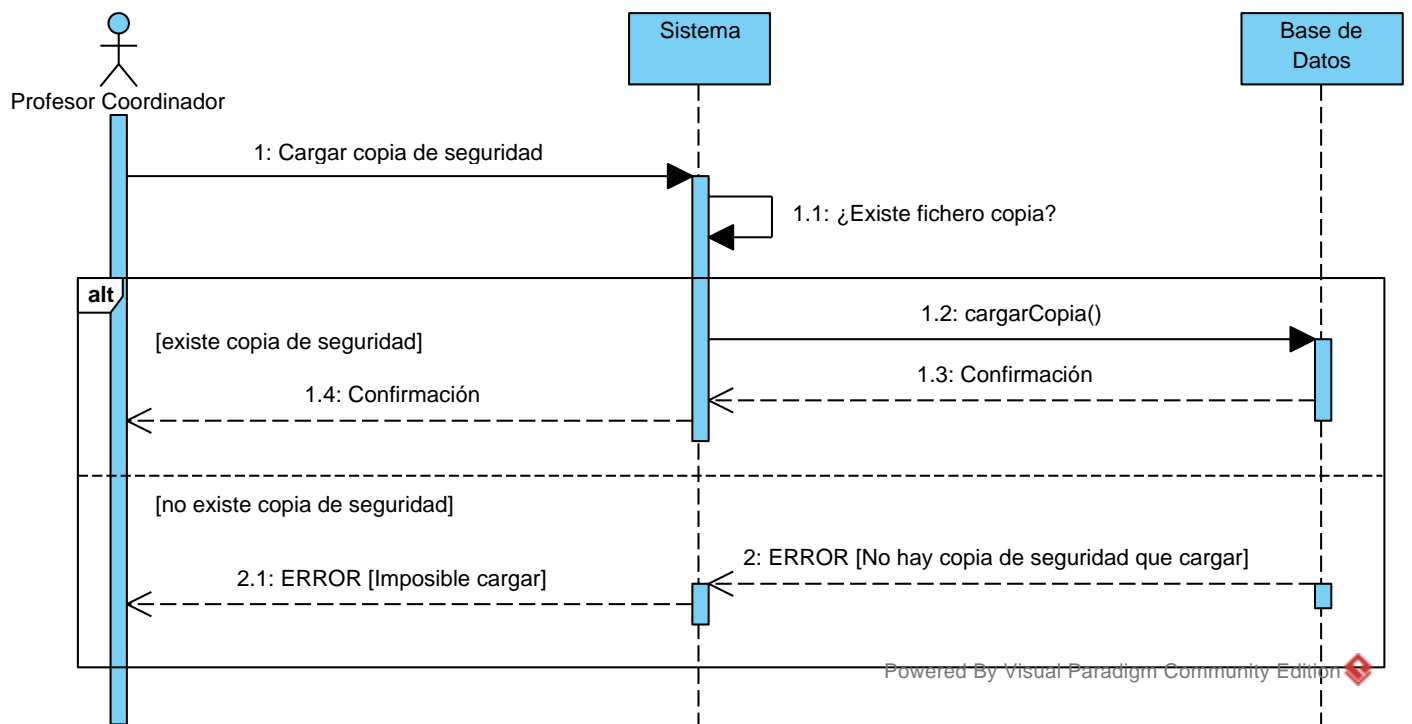 Sistema
Base de
Datos
Profesor Coordinador
1: Cargar copia de seguridad
1.1: ¿Existe fichero copia?
alt
1.2: cargarCopia()
[existe copia de seguridad]
1.3: Confirmación
1.4: Confirmación
[no existe copia de seguridad]
2: ERROR [No hay copia de seguridad que cargar]
2.1: ERROR [Imposible cargar]
Powered By Visual Paradigm Community Edition